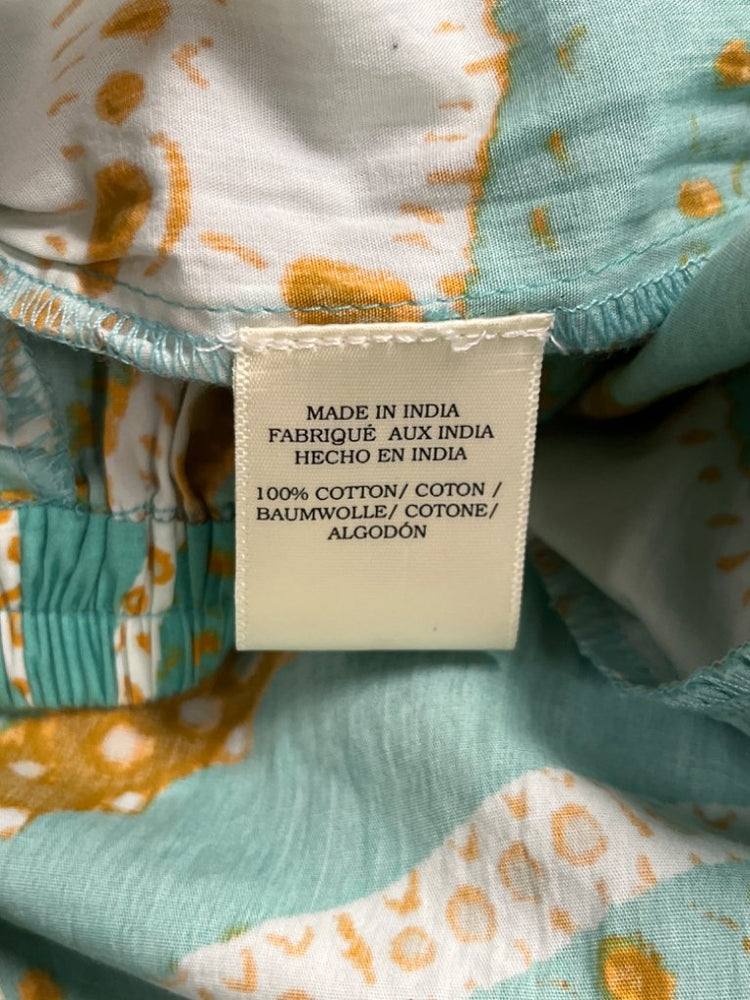 MADE IN INDIA
FABRIQUÉ AUX INDIA
HECHO EN INDIA
100% COTTON/ COTON /
BAUMWOLLE/ COTONE/
ALGODÓN